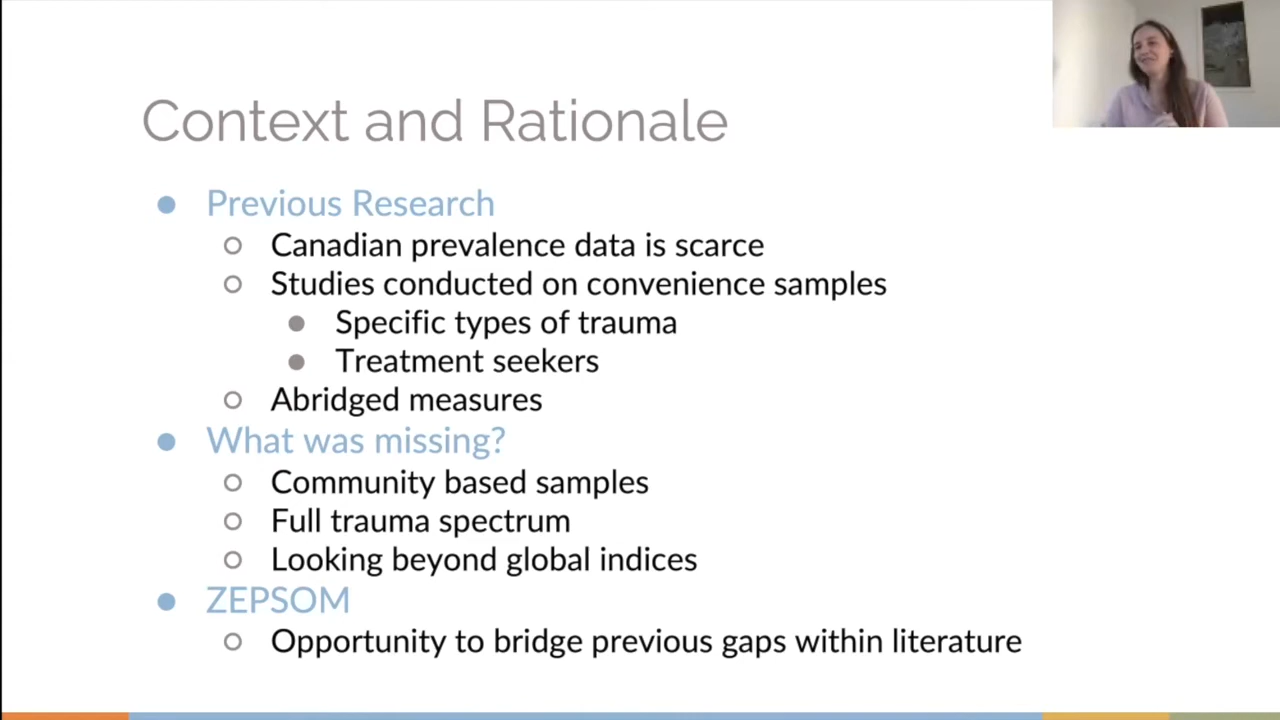 Context and Rationale
Previous Research
Canadian prevalence data is scarce
Studies conducted on convenience samples
Specific types of trauma
Treatment seekers
Abridged measures
What was missing?
Community based samples
Full trauma spectrum
Looking beyond global indices
ZEPSOM
Opportunity to bridge previous gaps within literature